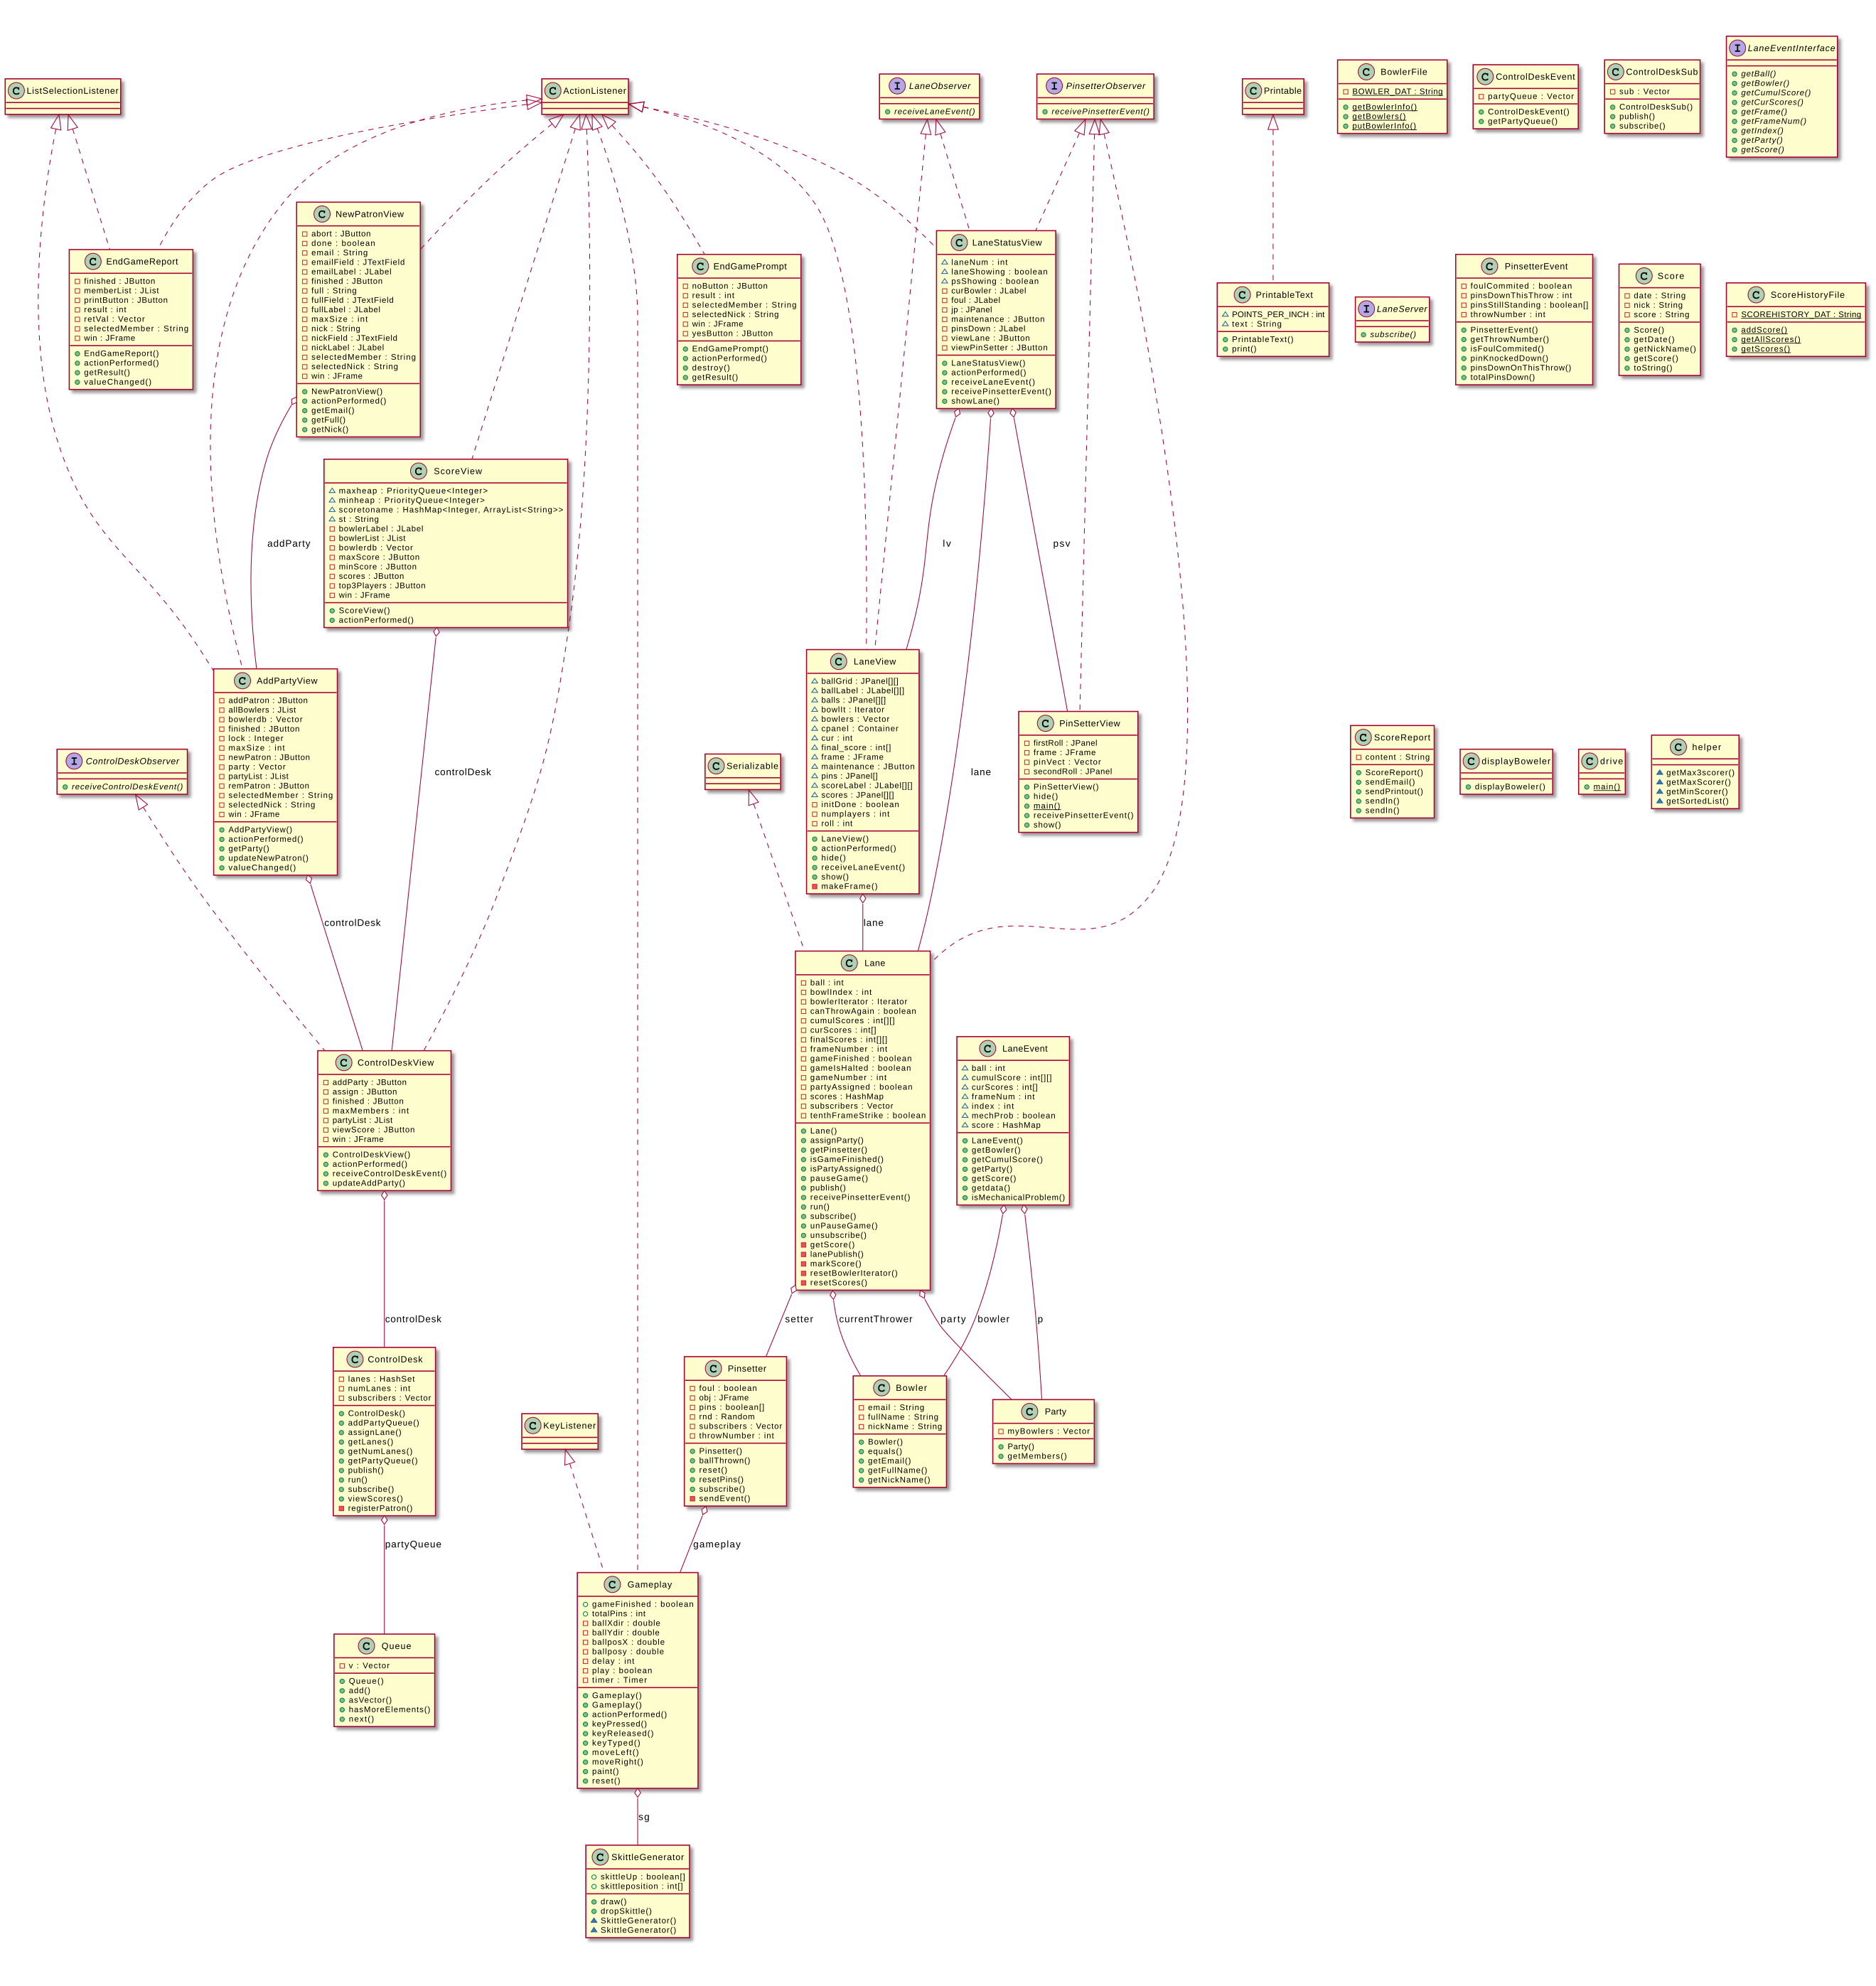 ListSelectionListener
ActionListener
LaneObserver
receiveLaneEvent()
PinsetterObserver
receivePinsetterEvent()
Printable
BowlerFile
BOWLER_DAT : String
getBowlerInfo()
getBowlers()
putBowlerInfo()
ControlDeskEvent
partyQueue : Vector
ControlDeskEvent()
getPartyQueue()
ControlDeskSub
sub : Vector
ControlDeskSub()
publish()
subscribe()
LaneEventInterface
getBall()
getBowler()
getCumulScore()
getCurScores()
getFrame()
getFrameNum()
getIndex()
getParty()
getScore()
EndGameReport
finished : JButton
memberList : JList
printButton : JButton
result : int
retVal : Vector
selectedMember : String
win : JFrame
EndGameReport()
actionPerformed()
getResult()
valueChanged()
NewPatronView
abort : JButton
done : boolean
email : String
emailField : JTextField
emailLabel : JLabel
finished : JButton
full : String
fullField : JTextField
fullLabel : JLabel
maxSize : int
nick : String
nickField : JTextField
nickLabel : JLabel
selectedMember : String
selectedNick : String
win : JFrame
NewPatronView()
actionPerformed()
getEmail()
getFull()
getNick()
EndGamePrompt
noButton : JButton
result : int
selectedMember : String
selectedNick : String
win : JFrame
yesButton : JButton
EndGamePrompt()
actionPerformed()
destroy()
getResult()
LaneStatusView
laneNum : int
laneShowing : boolean
psShowing : boolean
curBowler : JLabel
foul : JLabel
jp : JPanel
maintenance : JButton
pinsDown : JLabel
viewLane : JButton
viewPinSetter : JButton
LaneStatusView()
actionPerformed()
receiveLaneEvent()
receivePinsetterEvent()
showLane()
PrintableText
POINTS_PER_INCH : int
text : String
PrintableText()
print()
LaneServer
subscribe()
PinsetterEvent
foulCommited : boolean
pinsDownThisThrow : int
pinsStillStanding : boolean[]
throwNumber : int
PinsetterEvent()
getThrowNumber()
isFoulCommited()
pinKnockedDown()
pinsDownOnThisThrow()
totalPinsDown()
Score
date : String
nick : String
score : String
Score()
getDate()
getNickName()
getScore()
toString()
ScoreHistoryFile
SCOREHISTORY_DAT : String
addScore()
getAllScores()
getScores()
ScoreView
maxheap : PriorityQueue<Integer>
minheap : PriorityQueue<Integer>
scoretoname : HashMap<Integer, ArrayList<String>>
st : String
bowlerLabel : JLabel
bowlerList : JList
bowlerdb : Vector
maxScore : JButton
minScore : JButton
scores : JButton
top3Players : JButton
win : JFrame
ScoreView()
actionPerformed()
addParty
lv
psv
AddPartyView
addPatron : JButton
allBowlers : JList
bowlerdb : Vector
finished : JButton
lock : Integer
maxSize : int
newPatron : JButton
party : Vector
partyList : JList
remPatron : JButton
selectedMember : String
selectedNick : String
win : JFrame
AddPartyView()
actionPerformed()
getParty()
updateNewPatron()
valueChanged()
LaneView
ballGrid : JPanel[][]
ballLabel : JLabel[][]
balls : JPanel[][]
bowlIt : Iterator
bowlers : Vector
cpanel : Container
cur : int
final_score : int[]
frame : JFrame
maintenance : JButton
pins : JPanel[]
scoreLabel : JLabel[][]
scores : JPanel[][]
initDone : boolean
numplayers : int
roll : int
LaneView()
actionPerformed()
hide()
receiveLaneEvent()
show()
makeFrame()
PinSetterView
firstRoll : JPanel
frame : JFrame
pinVect : Vector
secondRoll : JPanel
PinSetterView()
hide()
main()
receivePinsetterEvent()
show()
ControlDeskObserver
receiveControlDeskEvent()
controlDesk
Serializable
lane
ScoreReport
content : String
ScoreReport()
sendEmail()
sendPrintout()
sendln()
sendln()
displayBoweler
displayBoweler()
drive
main()
helper
getMax3scorer()
getMaxScorer()
getMinScorer()
getSortedList()
controlDesk
lane
Lane
ball : int
bowlIndex : int
bowlerIterator : Iterator
canThrowAgain : boolean
cumulScores : int[][]
curScores : int[]
finalScores : int[][]
frameNumber : int
gameFinished : boolean
gameIsHalted : boolean
gameNumber : int
partyAssigned : boolean
scores : HashMap
subscribers : Vector
tenthFrameStrike : boolean
Lane()
assignParty()
getPinsetter()
isGameFinished()
isPartyAssigned()
pauseGame()
publish()
receivePinsetterEvent()
run()
subscribe()
unPauseGame()
unsubscribe()
getScore()
lanePublish()
markScore()
resetBowlerIterator()
resetScores()
LaneEvent
ball : int
cumulScore : int[][]
curScores : int[]
frameNum : int
index : int
mechProb : boolean
score : HashMap
LaneEvent()
getBowler()
getCumulScore()
getParty()
getScore()
getdata()
isMechanicalProblem()
ControlDeskView
addParty : JButton
assign : JButton
finished : JButton
maxMembers : int
partyList : JList
viewScore : JButton
win : JFrame
ControlDeskView()
actionPerformed()
receiveControlDeskEvent()
updateAddParty()
controlDesk
setter
currentThrower
party
bowler
p
ControlDesk
lanes : HashSet
numLanes : int
subscribers : Vector
ControlDesk()
addPartyQueue()
assignLane()
getLanes()
getNumLanes()
getPartyQueue()
publish()
run()
subscribe()
viewScores()
registerPatron()
KeyListener
Pinsetter
foul : boolean
obj : JFrame
pins : boolean[]
rnd : Random
subscribers : Vector
throwNumber : int
Pinsetter()
ballThrown()
reset()
resetPins()
subscribe()
sendEvent()
Bowler
email : String
fullName : String
nickName : String
Bowler()
equals()
getEmail()
getFullName()
getNickName()
Party
myBowlers : Vector
Party()
getMembers()
partyQueue
gameplay
Queue
v : Vector
Queue()
add()
asVector()
hasMoreElements()
next()
Gameplay
gameFinished : boolean
totalPins : int
ballXdir : double
ballYdir : double
ballposX : double
ballposy : double
delay : int
play : boolean
timer : Timer
Gameplay()
Gameplay()
actionPerformed()
keyPressed()
keyReleased()
keyTyped()
moveLeft()
moveRight()
paint()
reset()
sg
SkittleGenerator
skittleUp : boolean[]
skittleposition : int[]
draw()
dropSkittle()
SkittleGenerator()
SkittleGenerator()